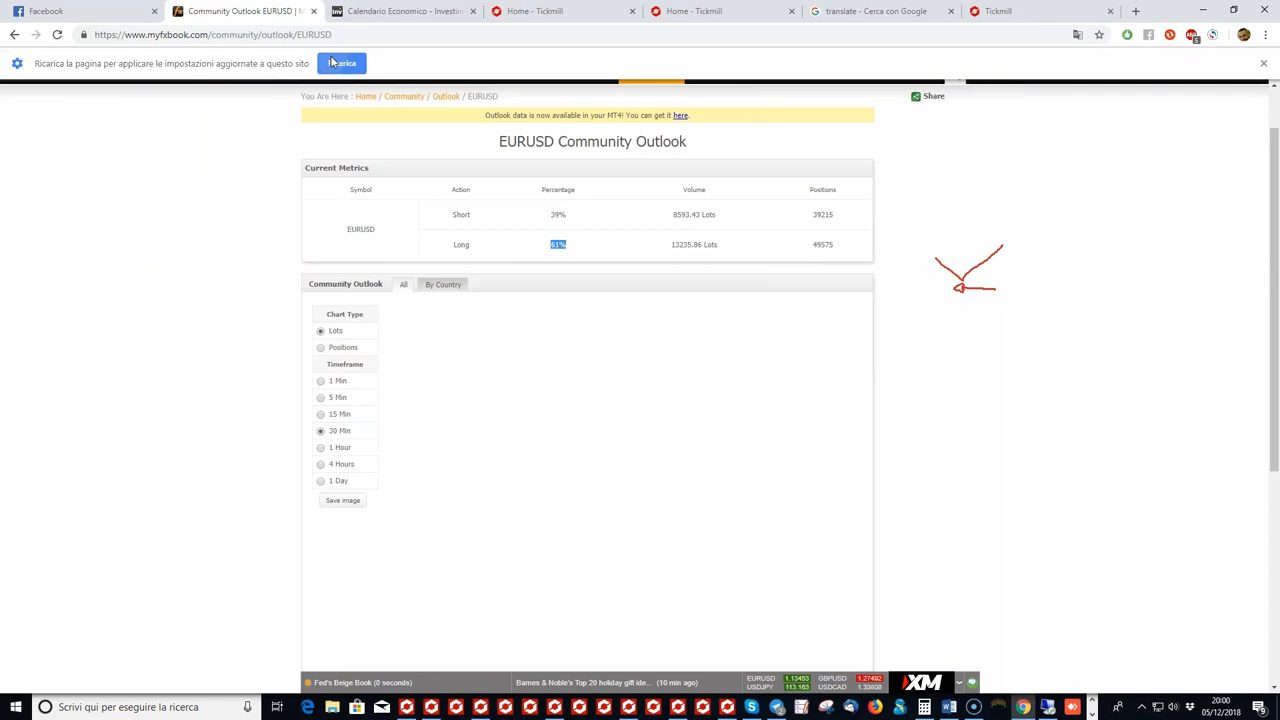 Facebook
Community Outlook EURUSD
Calendario Economico - Investin
Home - Tickmill
Home - Tickmill
translate - Cerca con Google
Tickmill
https://www.myfxbook.com/community/outlook/EURUSD
Ricarica la pagina per applicare le impostazioni aggiornate a questo sito
You Are Here : Home / Community / Outlook / EURUSD
Share
Outlook data is now available in your MT4! You can get it here.
EURUSD Community Outlook
Current Metrics
Symbol Action Percentage Volume Positions
EURUSD
Short 39% 8593.43 Lots 39215
Long 61% 13235.86 Lots 49575
Community Outlook All By Country
Chart Type
Lots
Positions
Timeframe
1 Min
5 Min
15 Min
30 Min
1 Hour
4 Hours
1 Day
Save image
Fed's Beige Book (0 seconds)
Barnes & Noble's Top 29 holiday gift ide... (10 min ago)
EURUSD 1.13453 GBPUSD 1.27492
USDJPY 113.163 USDCAD 1.33608
XM
Scrivi qui per eseguire la ricerca
20:00
05/12/2018